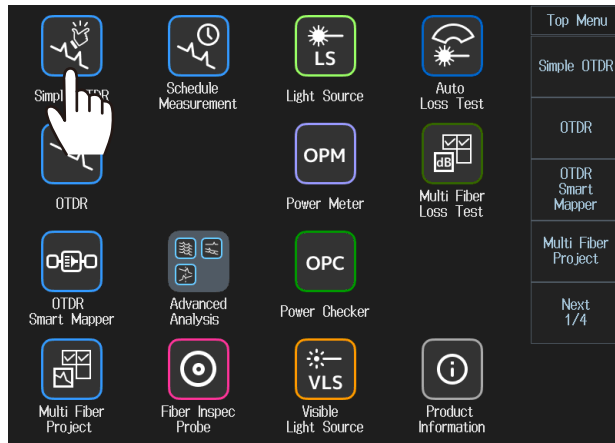 Top Menu
LS
Simple OTDR
Schedule
Measurement
Light Source
Auto
Loss Test
Simple OTDR
OTDR
OPM
dB
OTDR
Power Meter
Multi Fiber
Loss Test
OTDR
Smart
Mapper
Multi Fiber
Project
OPC
OTDR
Smart Mapper
Advanced
Analysis
Power Checker
Next
1/4
VLS
Multi Fiber
Project
Fiber Inspec
Probe
Visible
Light Source
Product
Information